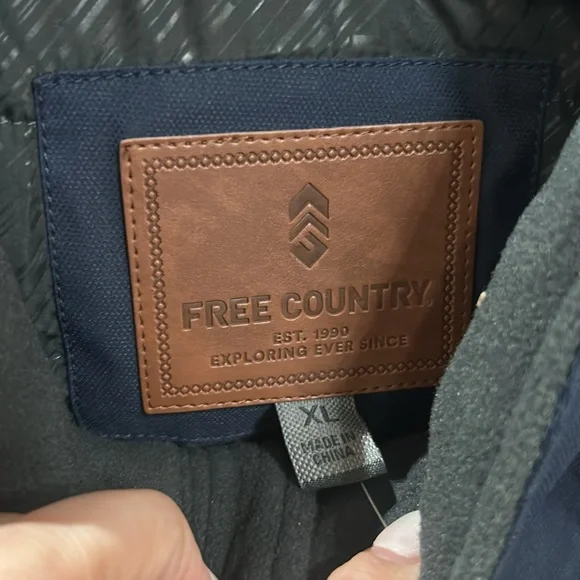 FREE COUNTRY®
EST. 1990
EXPLORING EVER SINCE
XL
MADE IN
CHINA